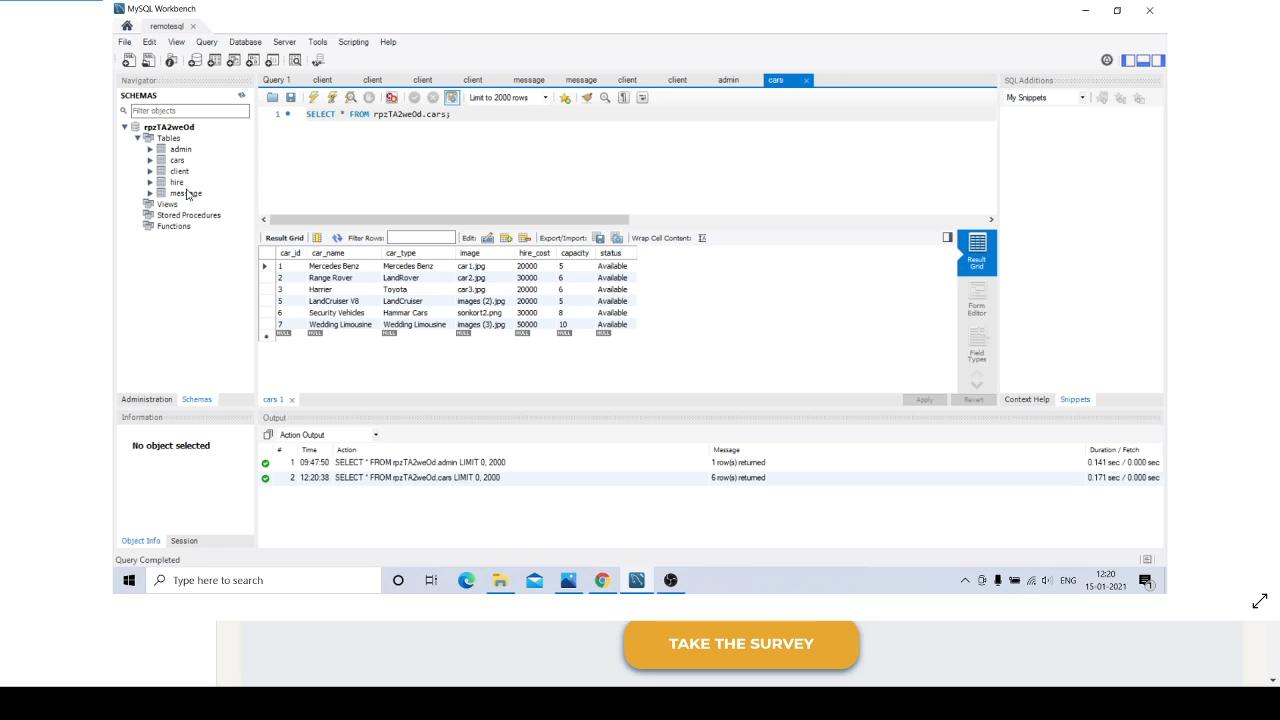 MySQL Workbench
remotesql
File Edit View Query Database Server Tools Scripting Help
Navigator
SCHEMAS
Filter objects
rpzTA2weOd
Tables
admin
cars
client
hire
message
Views
Stored Procedures
Functions
Administration Schemas
Information
No object selected
Object Info Session
Query 1 client client client client message message client client admin cars
Limit to 2000 rows
1 SELECT * FROM rpzTA2weOd.cars;
Result Grid Filter Rows: Edit: Export/Import: Wrap Cell Content:
car_id car_name car_type image hire_cost capacity status
1 Mercedes Benz Mercedes Benz car1.jpg 20000 5 Available
2 Range Rover LandRover car2.jpg 30000 6 Available
3 Harrier Toyota car3.jpg 20000 6 Available
5 LandCruiser V8 LandCruiser images (2).jpg 20000 5 Available
6 Security Vehicles Hammar Cars sonkort2.png 30000 8 Available
7 Wedding Limousine Wedding Limousine images (3).jpg 50000 10 Available
NULL NULL NULL NULL NULL NULL NULL
Result
Grid
Form
Editor
Field
Types
cars 1 Apply Revert
SQLAdditions
My Snippets
Context Help Snippets
Output
Action Output
# Time Action Message Duration / Fetch
1 09:47:50 SELECT * FROM rpzTA2weOd.admin LIMIT 0, 2000 1 row(s) returned 0.141 sec / 0.000 sec
2 12:20:38 SELECT * FROM rpzTA2weOd.cars LIMIT 0, 2000 6 row(s) returned 0.171 sec / 0.000 sec
Query Completed
Type here to search
ENG
12:20
15-01-2021
1
TAKE THE SURVEY